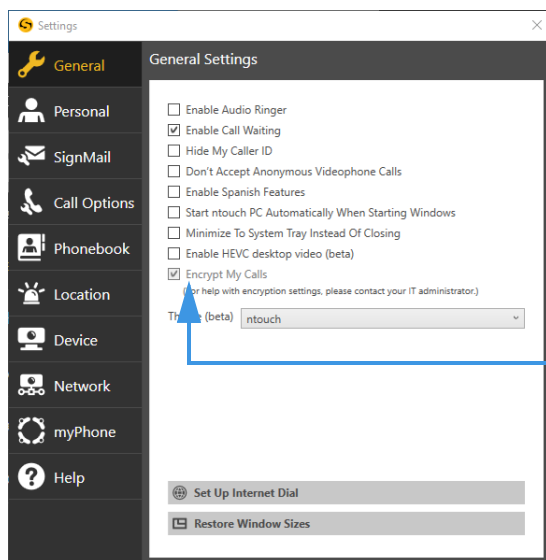 Settings
General
Personal
SignMail
Call Options
Phonebook
Location
Device
Network
myPhone
Help
General Settings
Enable Audio Ringer
Enable Call Waiting
Hide My Caller ID
Don't Accept Anonymous Videophone Calls
Enable Spanish Features
Start ntouch PC Automatically When Starting Windows
Minimize To System Tray Instead Of Closing
Enable HEVC desktop video (beta)
Encrypt My Calls
help with encryption settings, please contact your IT administrator.)
(beta) ntouch
Set Up Internet Dial
Restore Window Sizes